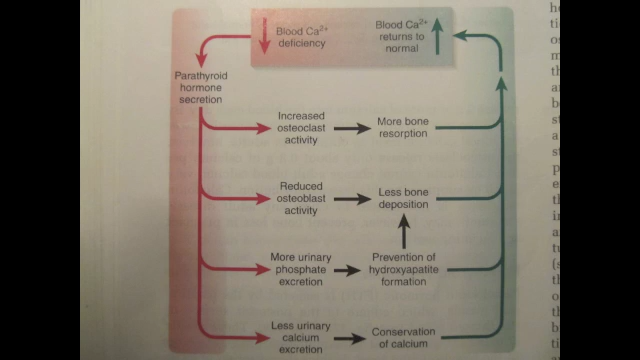 Blood Ca²⁺
deficiency
Blood Ca²⁺
returns to
normal
Parathyroid
hormone
secretion
Increased
osteoclast
activity
More bone
resorption
Reduced
osteoblast
activity
Less bone
deposition
More urinary
phosphate
excretion
Prevention of
hydroxyapatite
formation
Less urinary
calcium
excretion
Conservation
of calcium